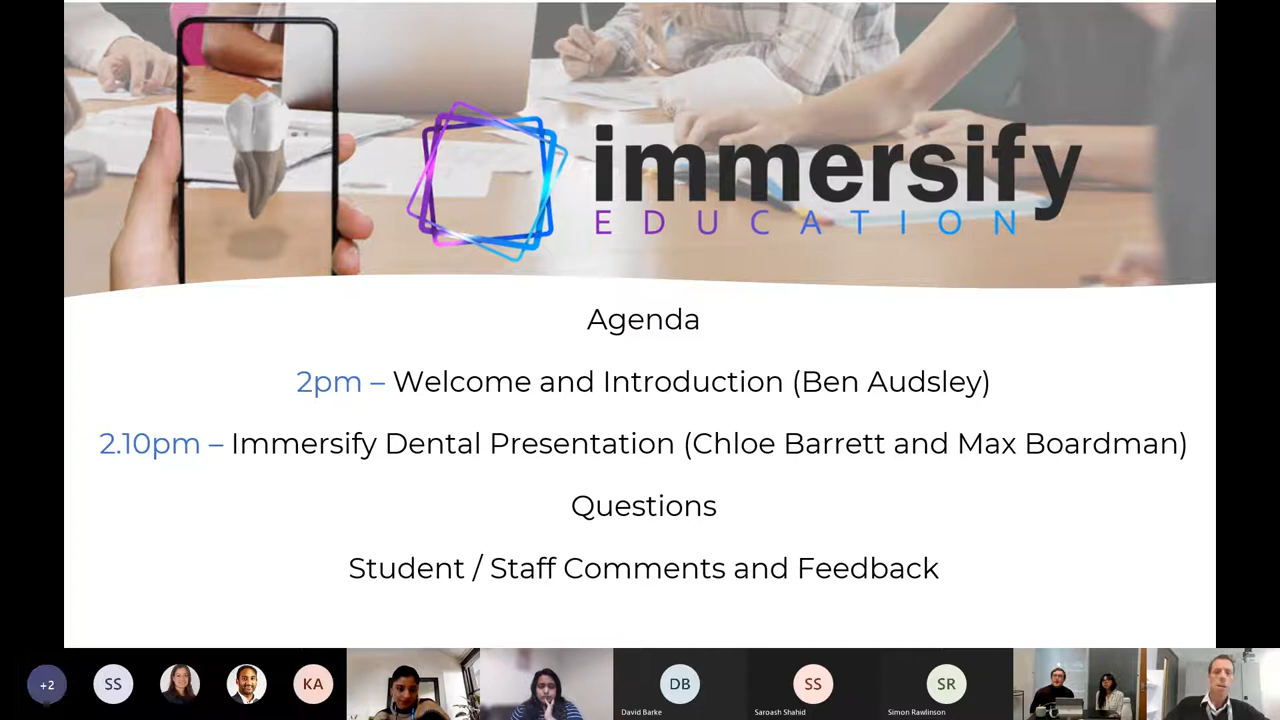 immersify
EDUCATION
Agenda
2pm – Welcome and Introduction (Ben Audsley)
2.10pm – Immersify Dental Presentation (Chloe Barrett and Max Boardman)
Questions
Student / Staff Comments and Feedback
+2
SS
KA
DB
SS
SR
David Barke
Saroash Shahid
Simon Rawlinson